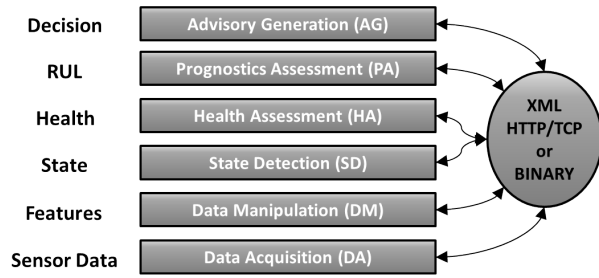 Decision
Advisory Generation (AG)
RUL
Prognostics Assessment (PA)
Health
Health Assessment (HA)
State
State Detection (SD)
Features
Data Manipulation (DM)
Sensor Data
Data Acquisition (DA)
XML
HTTP/TCP
or
BINARY